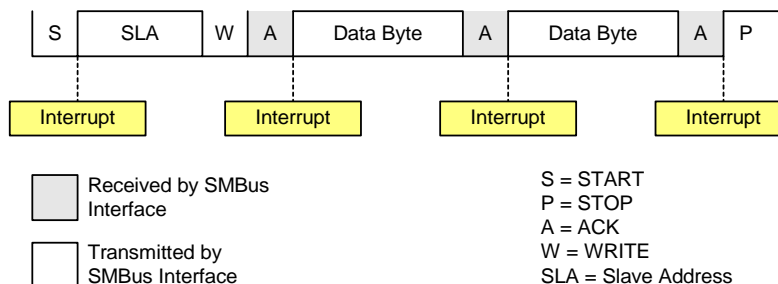 S SLA W A Data Byte A Data Byte A P
Interrupt Interrupt Interrupt Interrupt
Received by SMBus
Interface
Transmitted by
SMBus Interface
S = START
P = STOP
A = ACK
W = WRITE
SLA = Slave Address